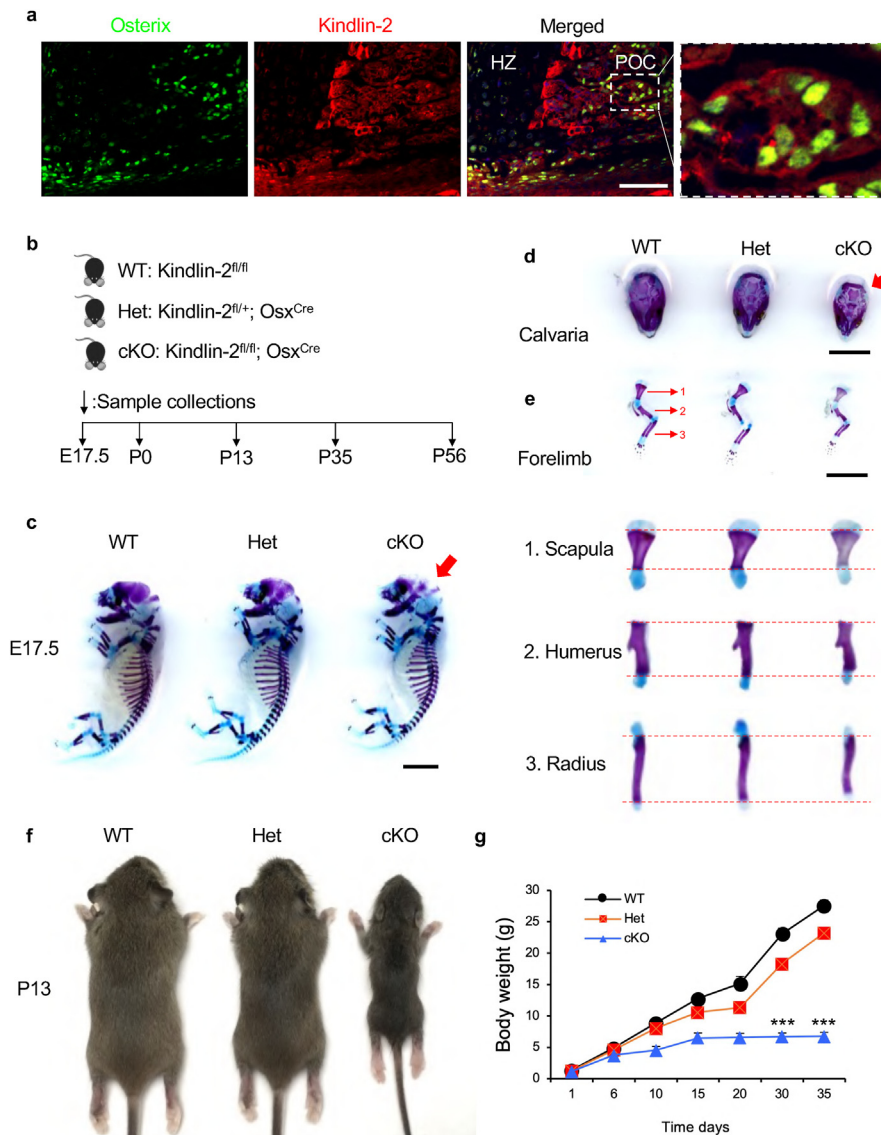 a
Osterix Kindlin-2 Merged
HZ POC
b
WT: Kindlin-2fl/fl
Het: Kindlin-2fl/+; OsxCre
cKO: Kindlin-2fl/fl; OsxCre
:Sample collections
E17.5 P0 P13 P35 P56
c
WT Het cKO
E17.5
d
WT Het cKO
Calvaria
e
1
2
3
Forelimb
1. Scapula
2. Humerus
3. Radius
f
WT Het cKO
P13
g
WT
Het
cKO
Body weight (g)
30
25
20
15
10
5
0
*** ***
1 6 10 15 20 30 35
Time days